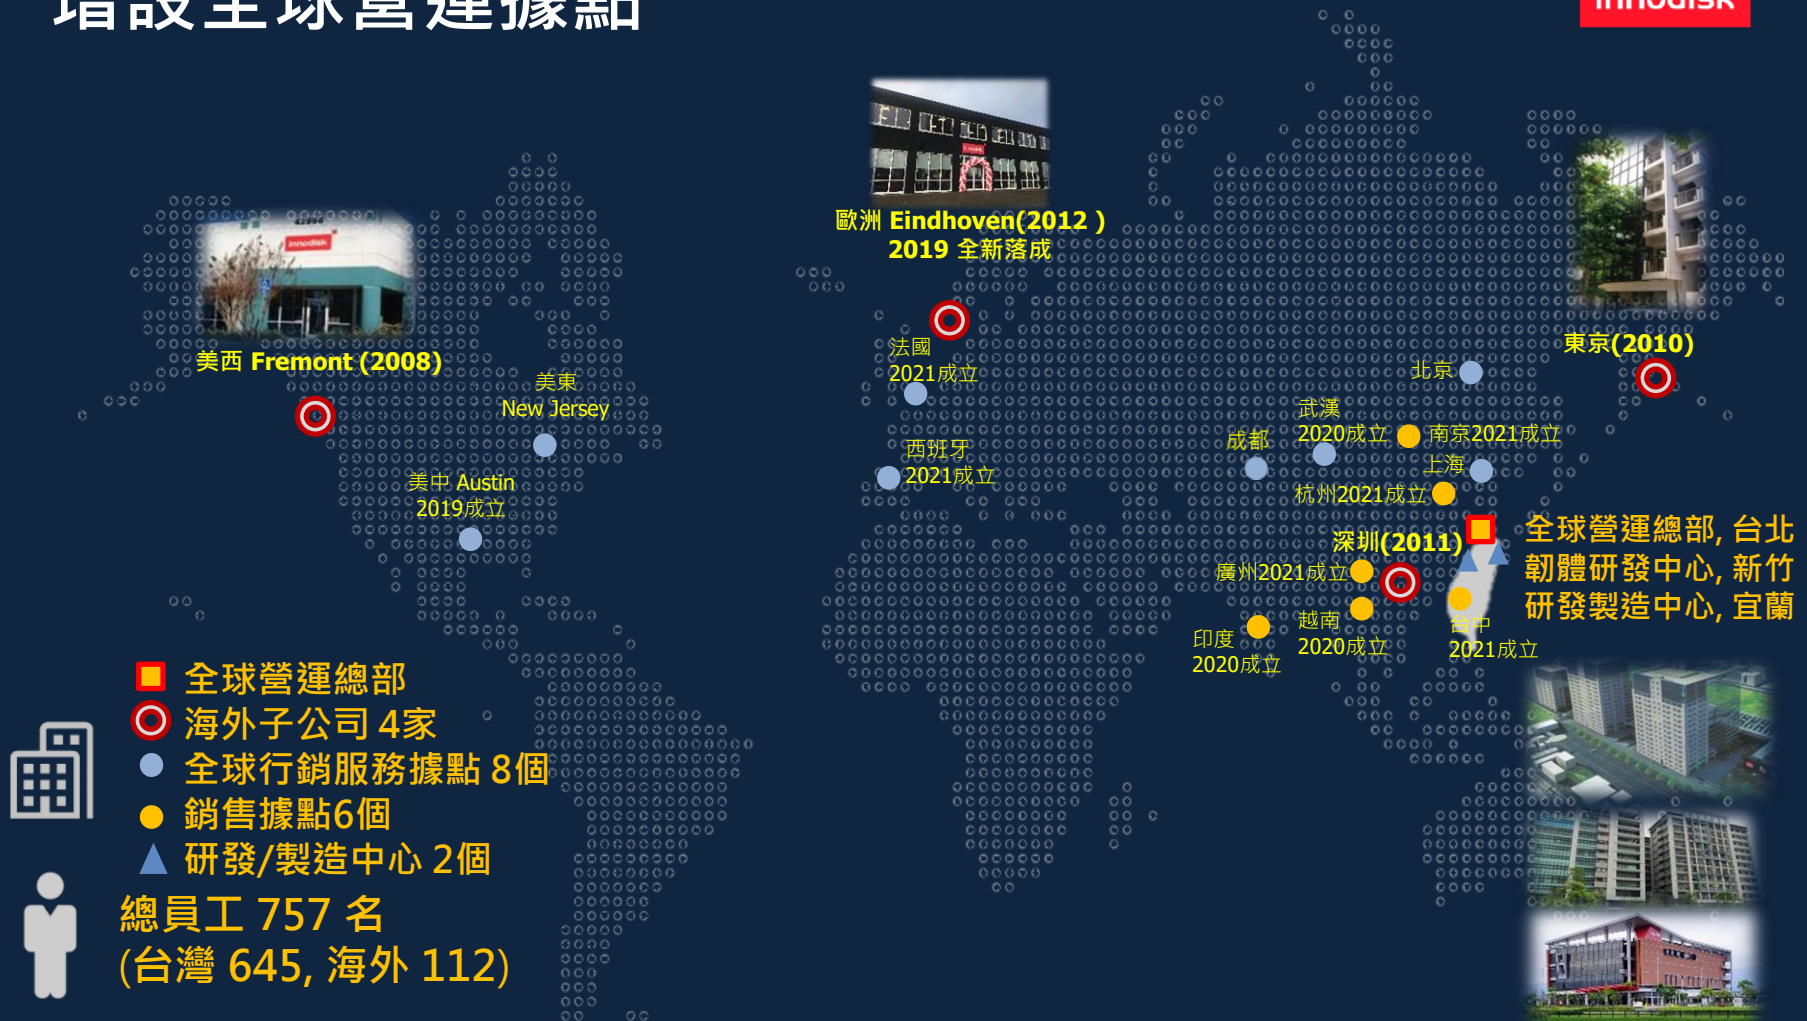 增設全球營運據點
innodisk
innodisk
歐洲 Eindhoven(2012 )
2019 全新落成
美西 Fremont (2008)
東京(2010)
法國
2021成立
北京
美東
New Jersey
武漢
2020成立
南京2021成立
成都
西班牙
2021成立
上海
美中 Austin
2019成立
杭州2021成立
全球營運總部, 台北
深圳(2011)
韌體研發中心, 新竹
廣州2021成立
研發製造中心, 宜蘭
越南
2020成立
台中
2021成立
印度
2020成立
全球營運總部
海外子公司 4家
全球行銷服務據點 8個
銷售據點6個
研發/製造中心 2個
總員工 757 名
(台灣 645, 海外 112)